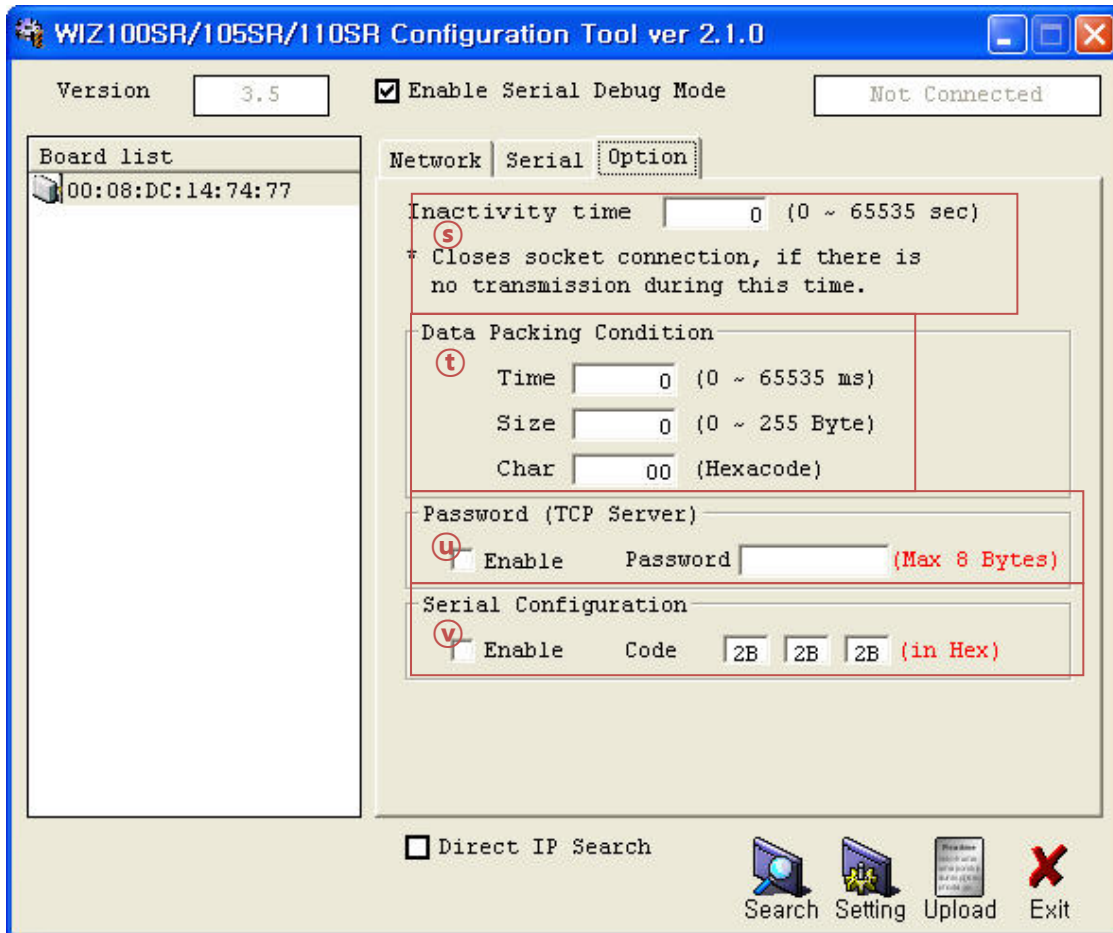 WIZ100SR/105SR/110SR Configuration Tool ver 2.1.0
Version 3.5 Enable Serial Debug Mode Not Connected
Board list
00:08:DC:14:74:77
Network Serial Option
Inactivity time 0 (0 ~ 65535 sec)
ⓢ
* Closes socket connection, if there is
no transmission during this time.
Data Packing Condition
ⓣ
Time 0 (0 ~ 65535 ms)
Size 0 (0 ~ 255 Byte)
Char 00 (Hexacode)
Password (TCP Server)
ⓤ
Enable Password (Max 8 Bytes)
Serial Configuration
ⓥ
Enable Code 2B 2B 2B (in Hex)
Direct IP Search
Search Setting Upload Exit